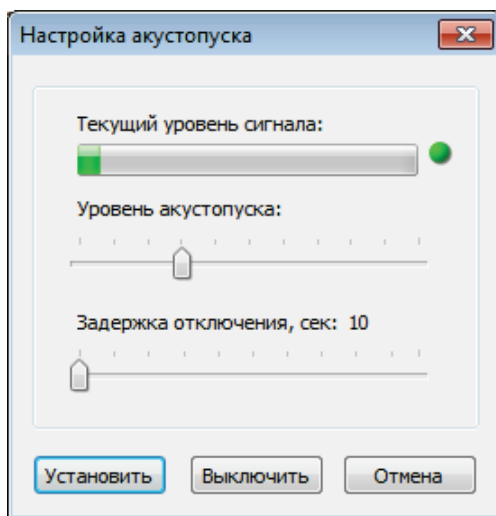 Настройка акустопуска
Текущий уровень сигнала:
Уровень акустопуска:
Задержка отключения, сек: 10
Установить Выключить Отмена